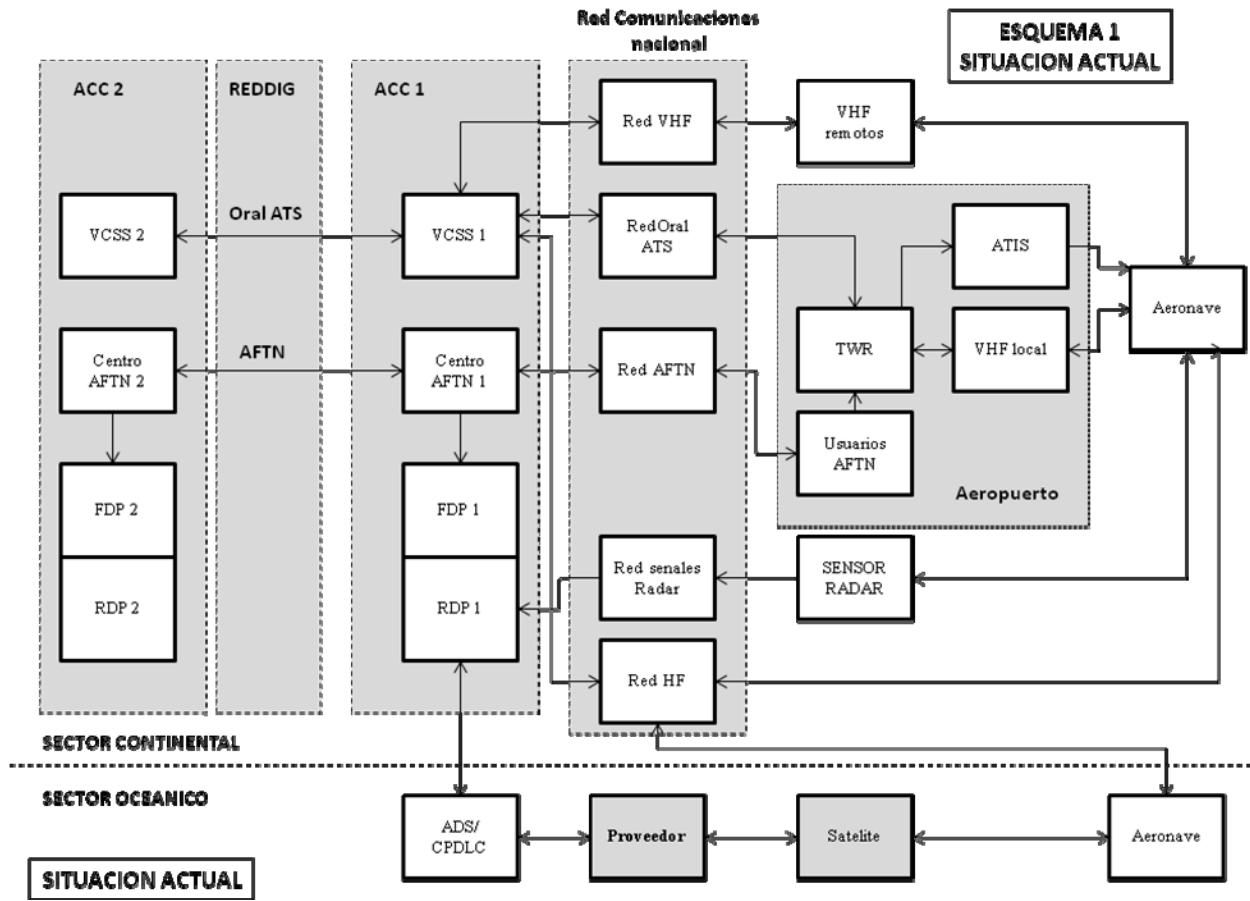 Red Comunicaciones
nacional
ESQUEMA 1
SITUACION ACTUAL
ACC 2
REDDIG
ACC 1
Red VHF
VHF
remotos
Oral ATS
VCSS 2
VCSS 1
RedOral
ATS
ATIS
Aeronave
AFTN
Centro
AFTN 2
Centro
AFTN 1
Red AFTN
TWR
VHF local
Usuarios
AFTN
Aeropuerto
FDP 2
FDP 1
RDP 2
RDP 1
Red senales
Radar
SENSOR
RADAR
Red HF
SECTOR CONTINENTAL
SECTOR OCEANICO
ADS/
CPDLC
Proveedor
Satelite
Aeronave
SITUACION ACTUAL